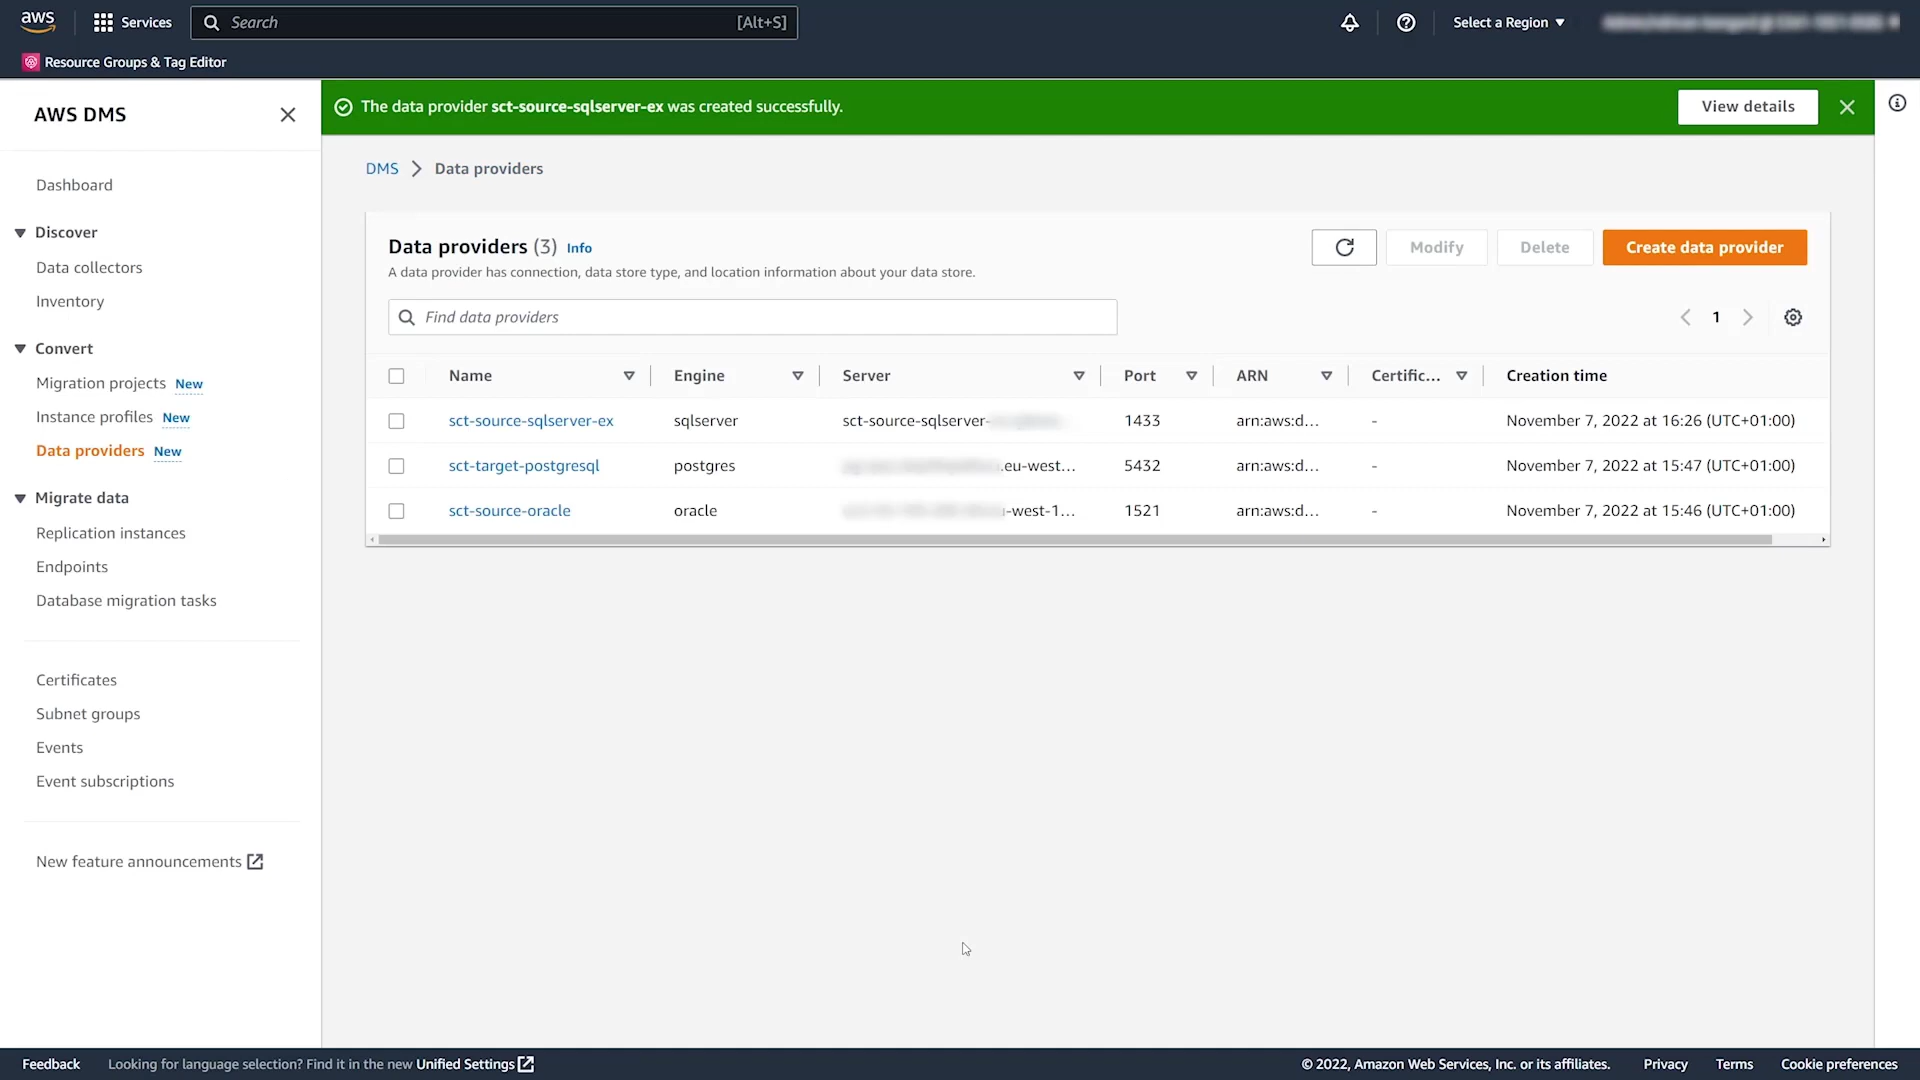 aws
Services
Search
[Alt+S]
Select a Region
Resource Groups & Tag Editor
AWS DMS
Dashboard
Discover
Data collectors
Inventory
Convert
Migration projects New
Instance profiles New
Data providers New
Migrate data
Replication instances
Endpoints
Database migration tasks
Certificates
Subnet groups
Events
Event subscriptions
New feature announcements
The data provider sct-source-sqlserver-ex was created successfully.
View details
DMS > Data providers
Data providers (3) Info
A data provider has connection, data store type, and location information about your data store.
Modify
Delete
Create data provider
Find data providers
1
Name Engine Server Port ARN Certific... Creation time
sct-source-sqlserver-ex sqlserver sct-source-sqlserver- 1433 arn:aws:d... - November 7, 2022 at 16:26 (UTC+01:00)
sct-target-postgresql postgres .eu-west... 5432 arn:aws:d... - November 7, 2022 at 15:47 (UTC+01:00)
sct-source-oracle oracle -west-1... 1521 arn:aws:d... - November 7, 2022 at 15:46 (UTC+01:00)
Feedback
Looking for language selection? Find it in the new Unified Settings
© 2022, Amazon Web Services, Inc. or its affiliates.
Privacy
Terms
Cookie preferences